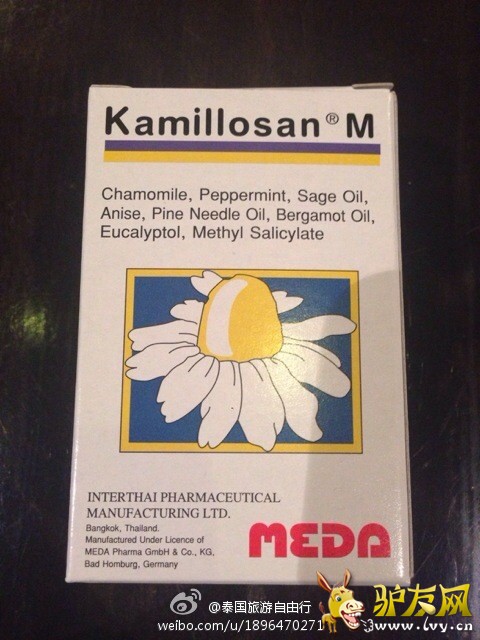 Kamillosan® M
Chamomile, Peppermint, Sage Oil,
Anise, Pine Needle Oil, Bergamot Oil,
Eucalyptol, Methyl Salicylate
INTERTHAI PHARMACEUTICAL
MANUFACTURING LTD.
Bangkok, Thailand.
Manufactured Under Licence of
MEDA Pharma GmbH & Co., KG.
Bad Homburg, Germany
MEDA
@泰国旅游自由行
weibo.com/u/1896470271
驴友网
www.lvy.cn